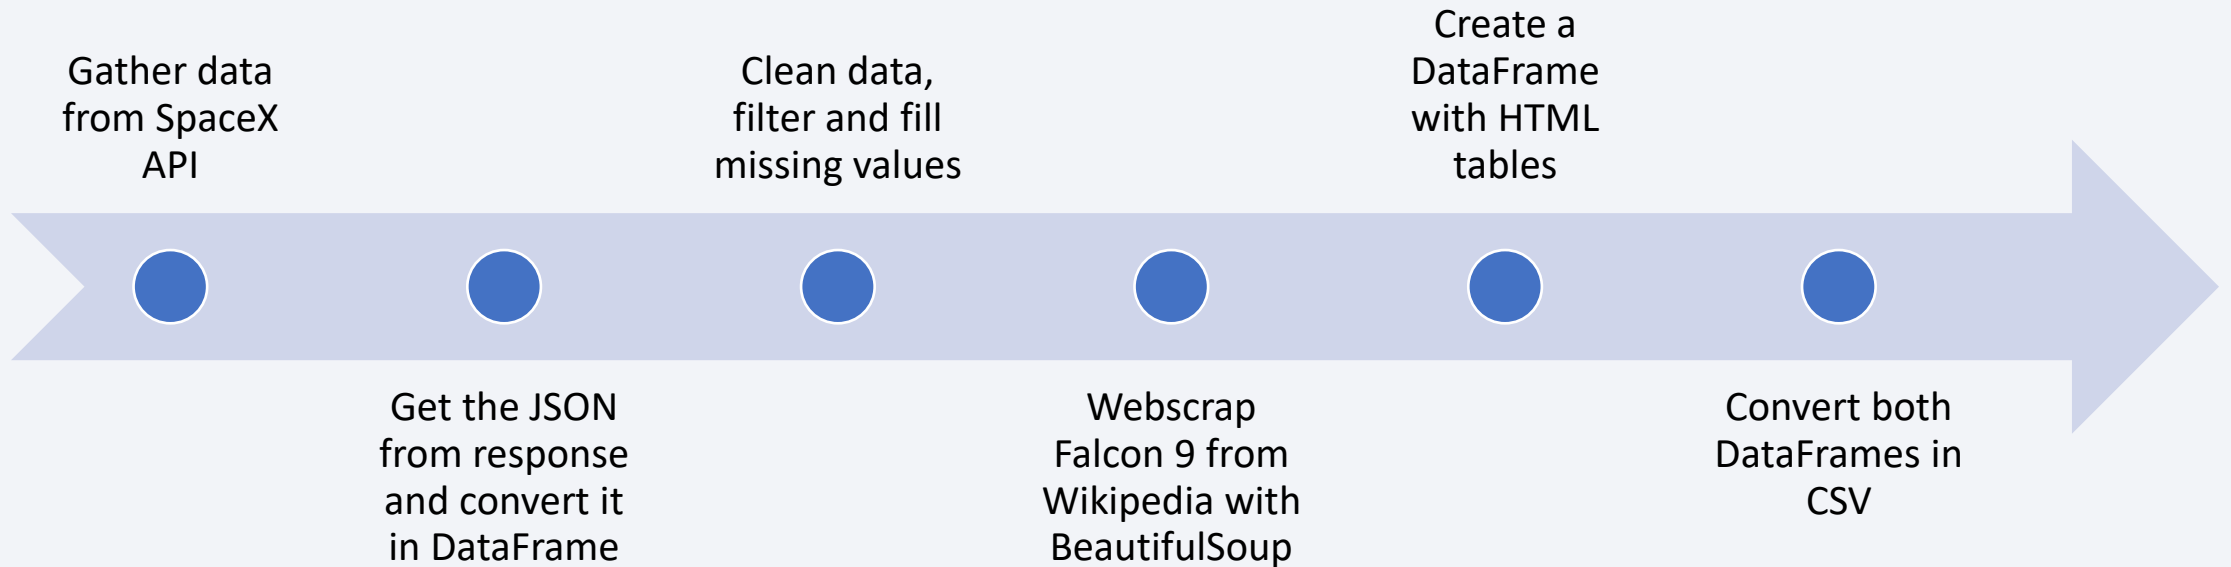 Gather data
from SpaceX
API
Get the JSON
from response
and convert it
in DataFrame
Clean data,
filter and fill
missing values
Webscrap
Falcon 9 from
Wikipedia with
BeautifulSoup
Create a
DataFrame
with HTML
tables
Convert both
DataFrames in
CSV